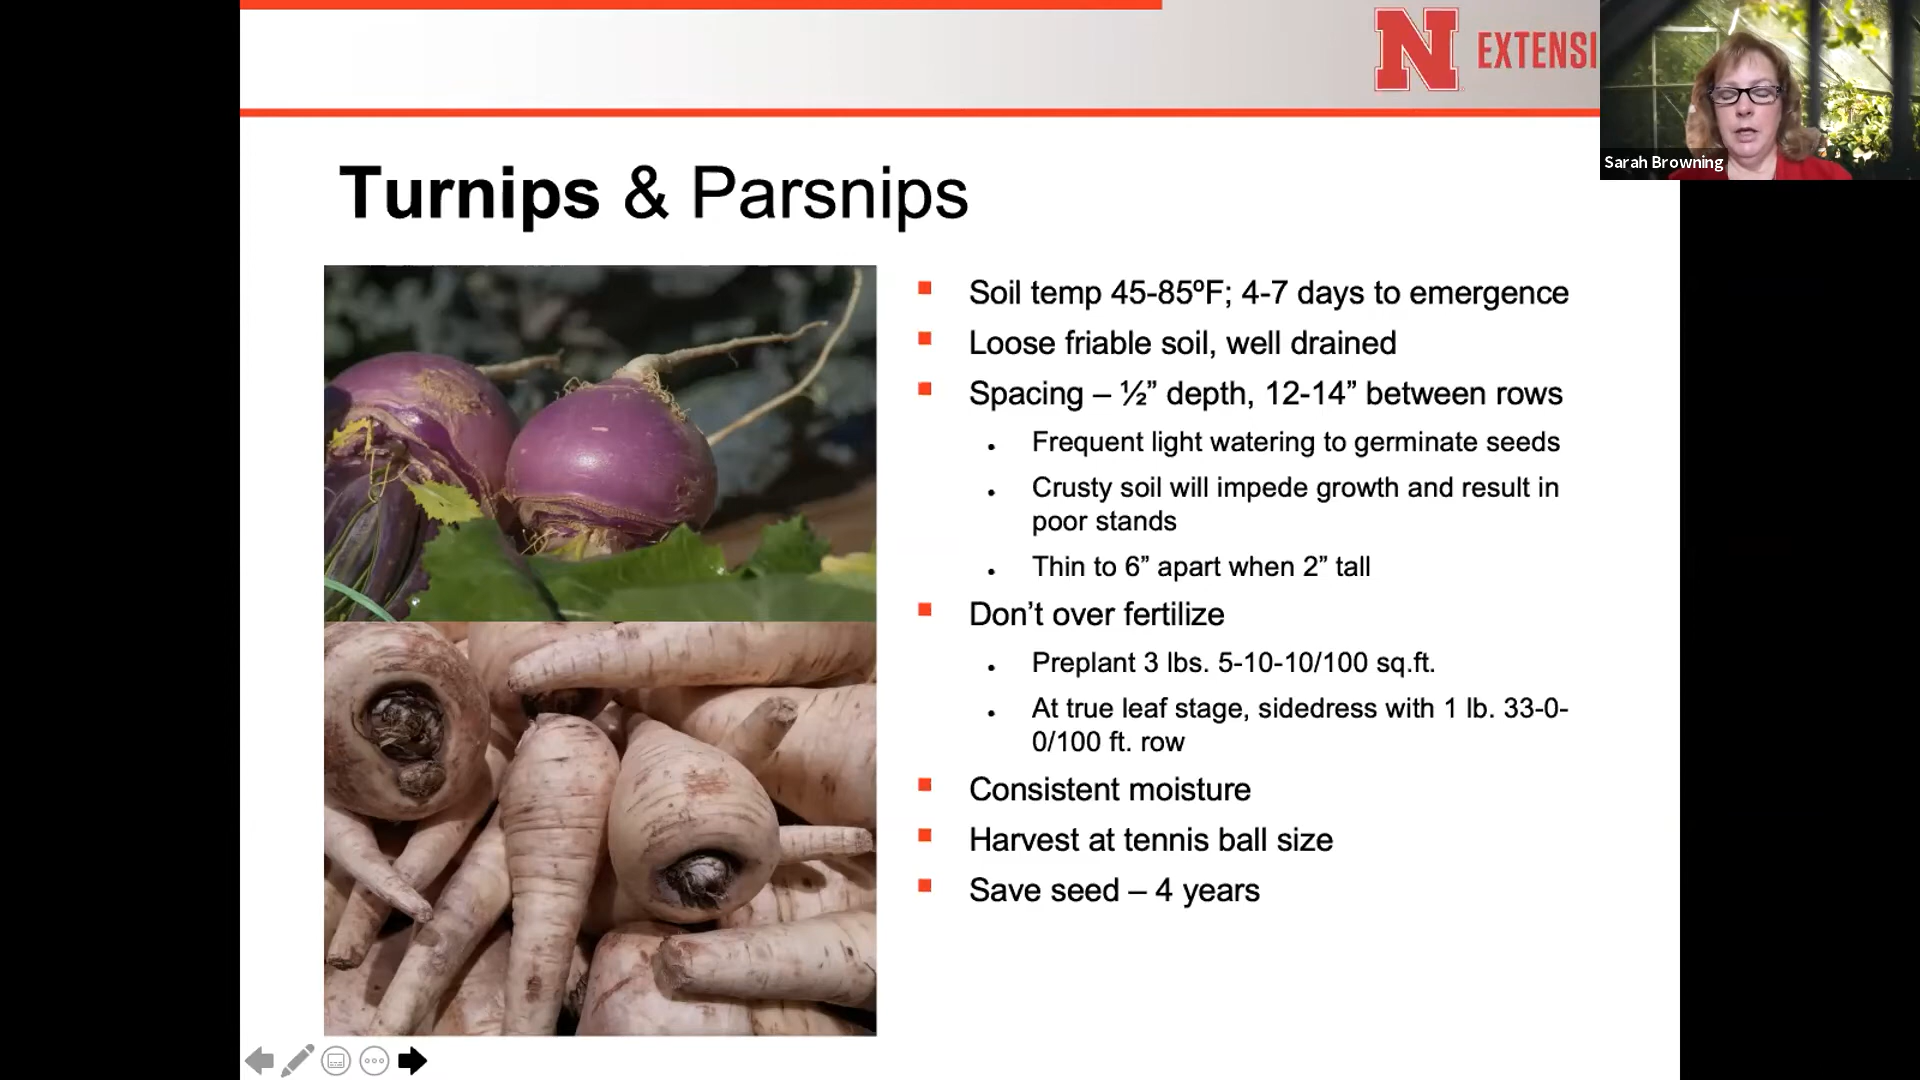 N EXTENSI
Sarah Browning
Turnips & Parsnips
Soil temp 45-85ºF; 4-7 days to emergence
Loose friable soil, well drained
Spacing – ½” depth, 12-14” between rows
Frequent light watering to germinate seeds
Crusty soil will impede growth and result in
poor stands
Thin to 6” apart when 2” tall
Don’t over fertilize
Preplant 3 lbs. 5-10-10/100 sq.ft.
At true leaf stage, sidedress with 1 lb. 33-0-
0/100 ft. row
Consistent moisture
Harvest at tennis ball size
Save seed – 4 years